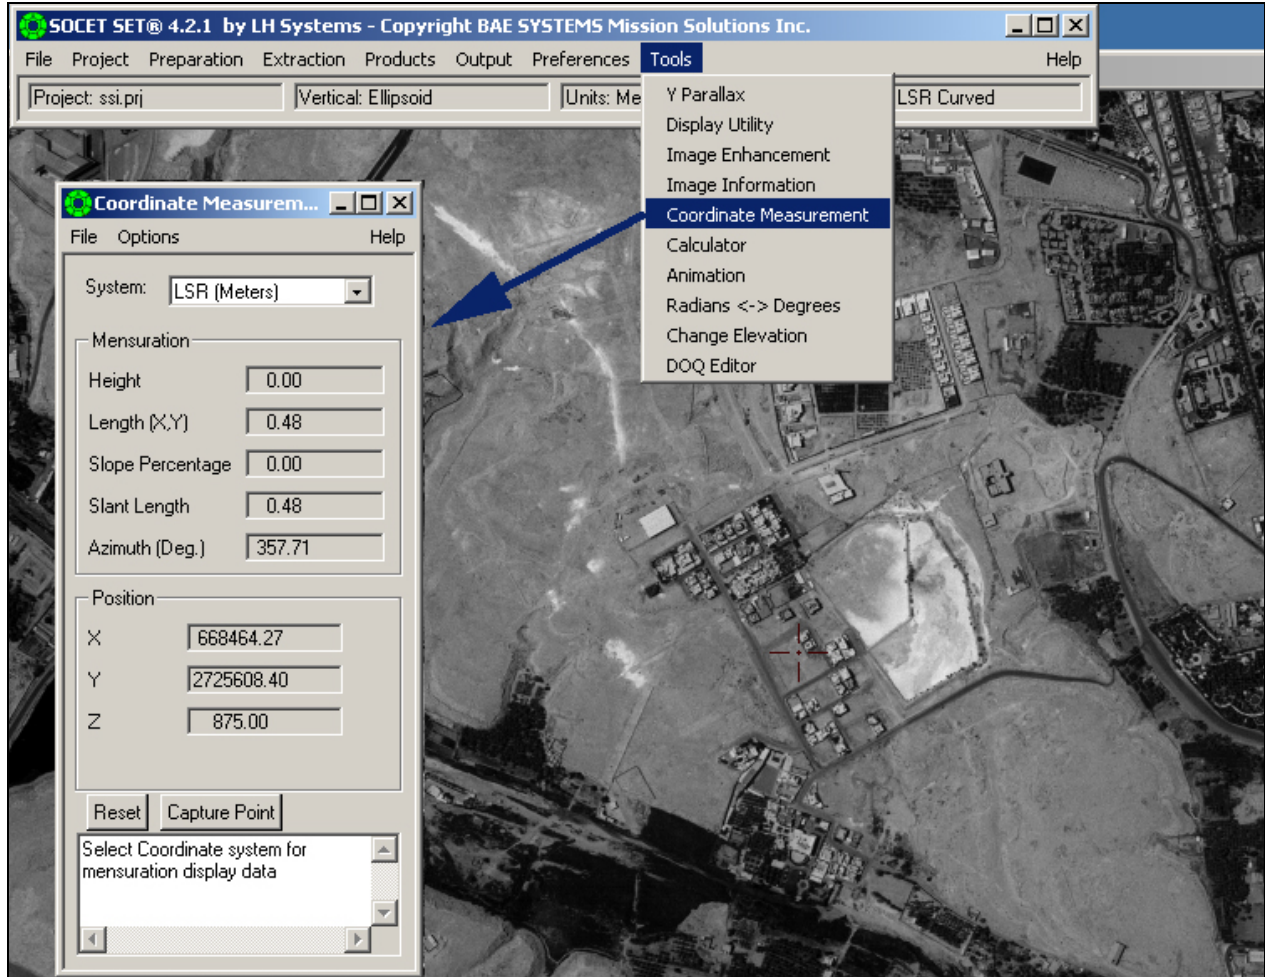 SOCET SET® 4.2.1 by LH Systems - Copyright BAE SYSTEMS Mission Solutions Inc.
File Project Preparation Extraction Products Output Preferences Tools Help
Project: ssi.prj Vertical: Ellipsoid Units: Me LSR Curved
Y Parallax
Display Utility
Image Enhancement
Image Information
Coordinate Measurement
Calculator
Animation
Radians <-> Degrees
Change Elevation
DOQ Editor
Coordinate Measurem...
File Options Help
System: LSR (Meters)
Mensuration
Height 0.00
Length (X,Y) 0.48
Slope Percentage 0.00
Slant Length 0.48
Azimuth (Deg.) 357.71
Position
X 668464.27
Y 2725608.40
Z 875.00
Reset Capture Point
Select Coordinate system for
mensuration display data